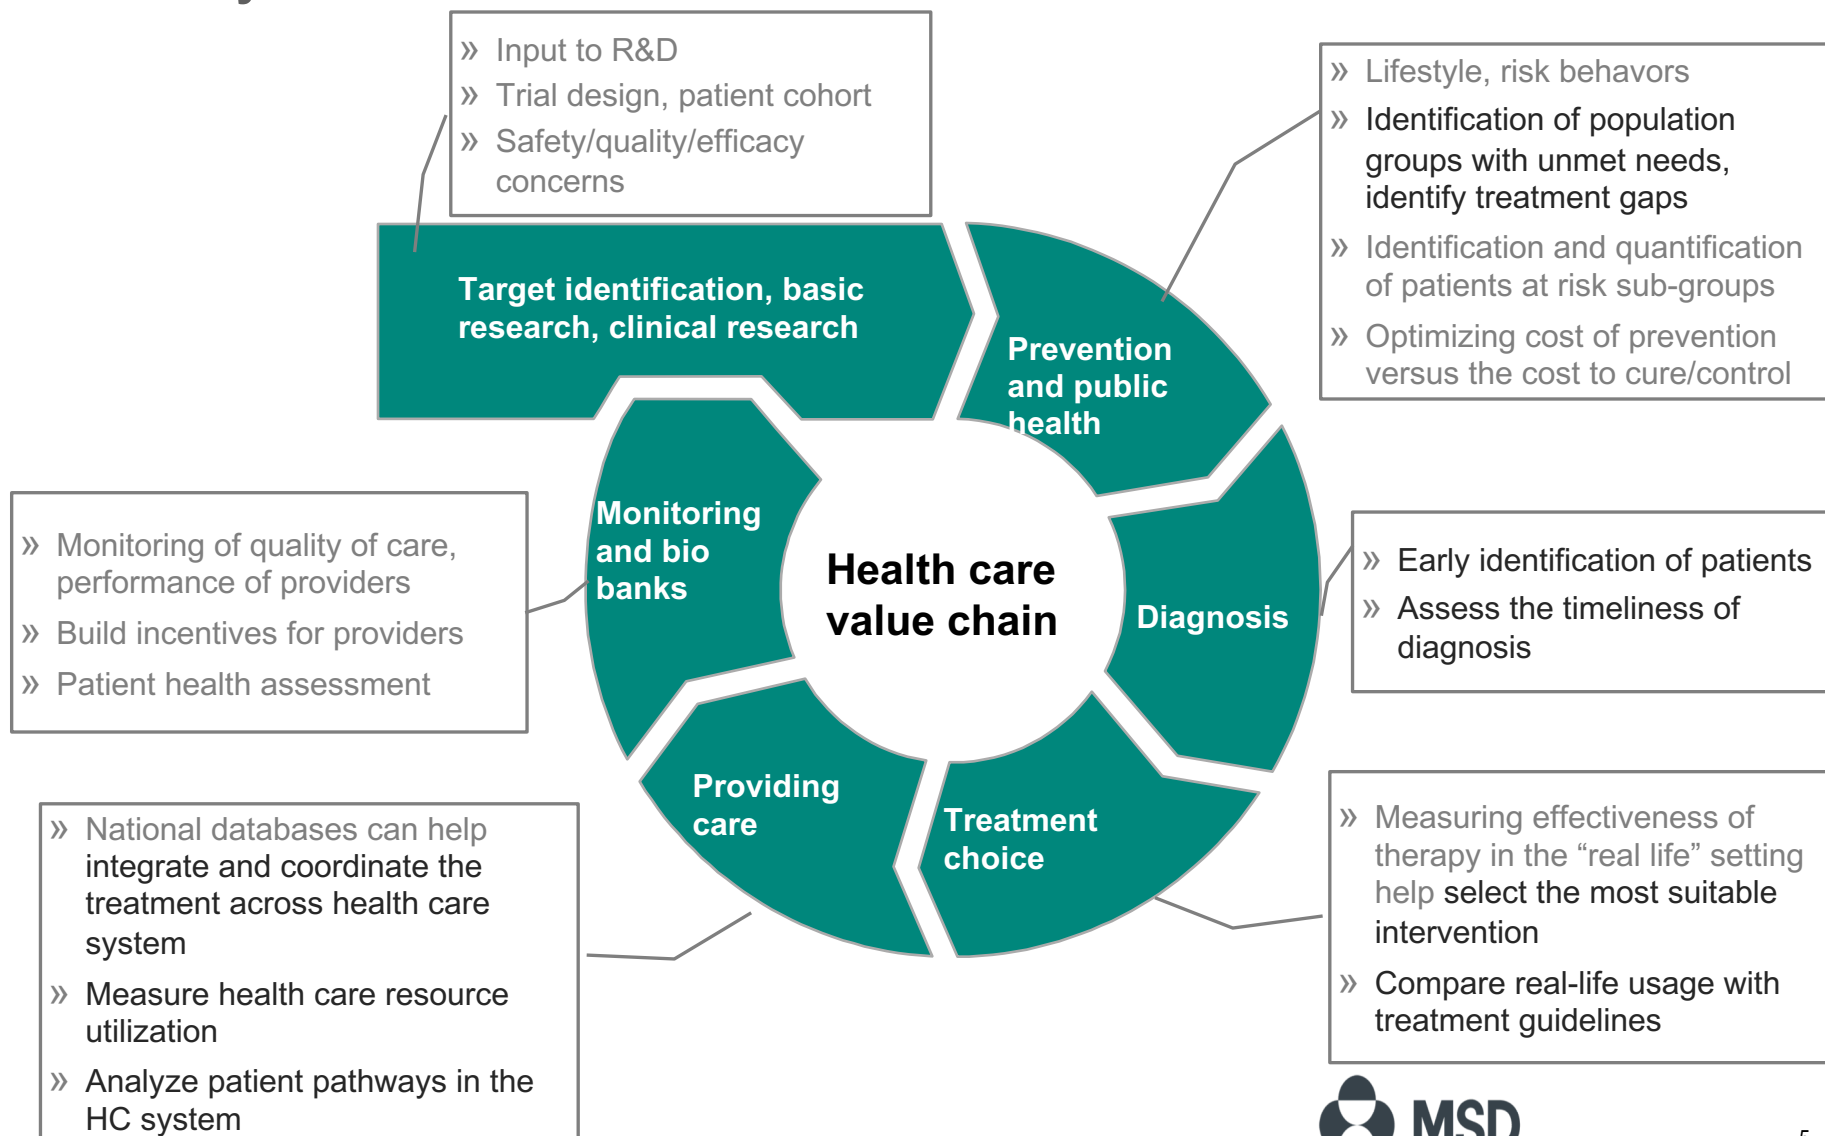 » Input to R&D
» Trial design, patient cohort
» Safety/quality/efficacy
concerns
» Lifestyle, risk behavors
» Identification of population
groups with unmet needs,
identify treatment gaps
» Identification and quantification
of patients at risk sub-groups
» Optimizing cost of prevention
versus the cost to cure/control
Target identification, basic
research, clinical research
Prevention
and public
health
Monitoring
and bio
banks
Health care
value chain
Diagnosis
» Monitoring of quality of care,
performance of providers
» Build incentives for providers
» Patient health assessment
» Early identification of patients
» Assess the timeliness of
diagnosis
Providing
care
Treatment
choice
» National databases can help
integrate and coordinate the
treatment across health care
system
» Measure health care resource
utilization
» Analyze patient pathways in the
HC system
» Measuring effectiveness of
therapy in the “real life” setting
help select the most suitable
intervention
» Compare real-life usage with
treatment guidelines
MSD
5